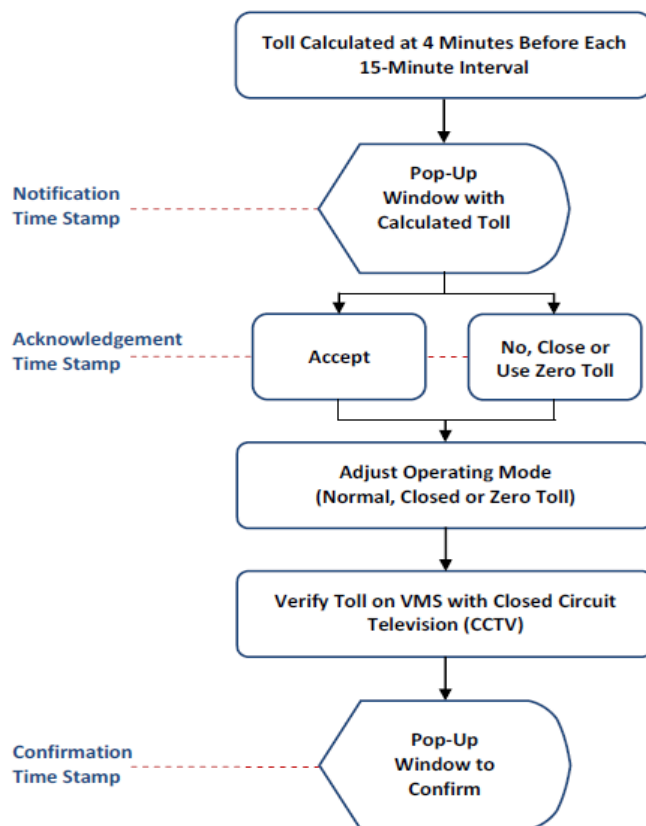 Toll Calculated at 4 Minutes Before Each
15-Minute Interval
Pop-Up
Window with
Calculated Toll
Notification
Time Stamp
Acknowledgement
Time Stamp
Accept
No, Close or
Use Zero Toll
Adjust Operating Mode
(Normal, Closed or Zero Toll)
Verify Toll on VMS with Closed Circuit
Television (CCTV)
Confirmation
Time Stamp
Pop-Up
Window to
Confirm